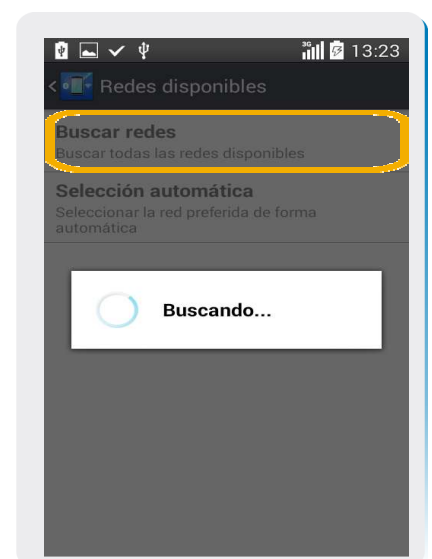 3G 13:23
Redes disponibles
Buscar redes
Buscar todas las redes disponibles
Selección automática
Seleccionar la red preferida de forma
automática
Buscando...